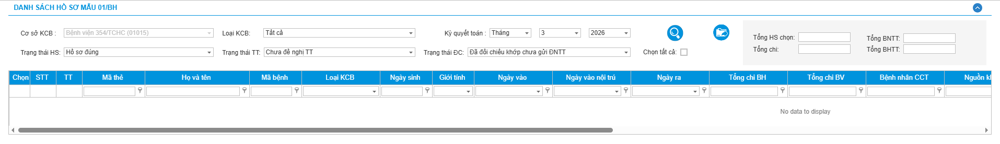 DANH SÁCH HỒ SƠ MẪU 01/BH
Cơ sở KCB : Bệnh viện 354/TCHC (01015) Loại KCB: Tất cả Kỳ quyết toán : Tháng 3 2026
Trạng thái HS: Hồ sơ đúng Trạng thái TT: Chưa đề nghị TT Trạng thái ĐC: Đã đối chiếu khớp chưa gửi ĐNTT Chọn tất cả:
Tổng HS chọn: Tổng BNTT:
Tổng chi: Tổng BHTT:
Chọn STT TT Mã thẻ Họ và tên Mã bệnh Loại KCB Ngày sinh Giới tính Ngày vào Ngày vào nội trú Ngày ra Tổng chi BH Tổng chi BV Bệnh nhân CCT Nguồn
No data to display